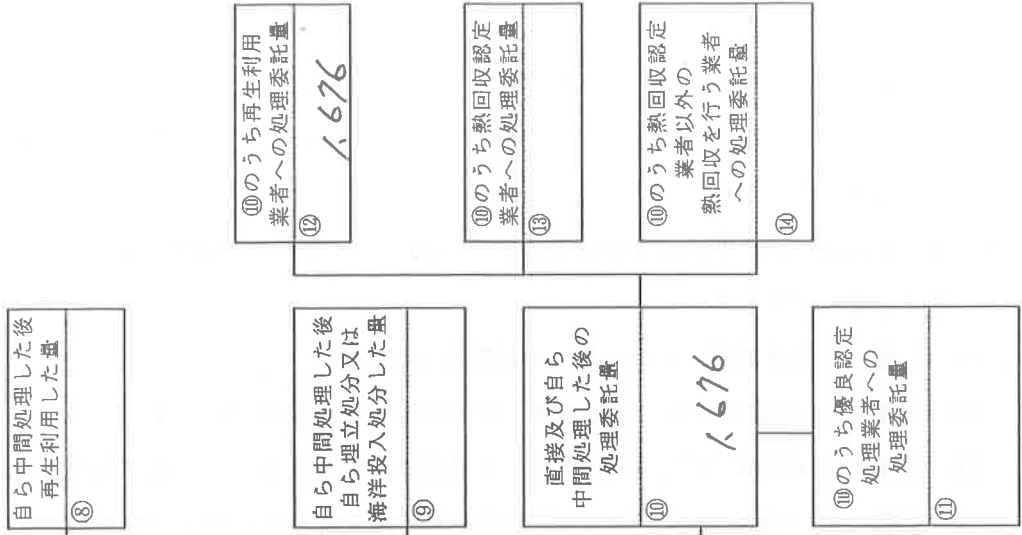 自ら中間処理した後
再生利用した量
⑧
自ら中間処理した後
自ら埋立処分又は
海洋投入処分した量
⑨
直接及び自ら
中間処理した後の
処理委託量
⑩
1,676
⑩のうち優良認定
処理業者への
処理委託量
⑪
⑩のうち再生利用
業者への処理委託量
⑫
1,676
⑩のうち熱回収認定
業者への処理委託量
⑬
⑩のうち熱回収認定
業者以外の
熱回収を行う業者
への処理委託量
⑭